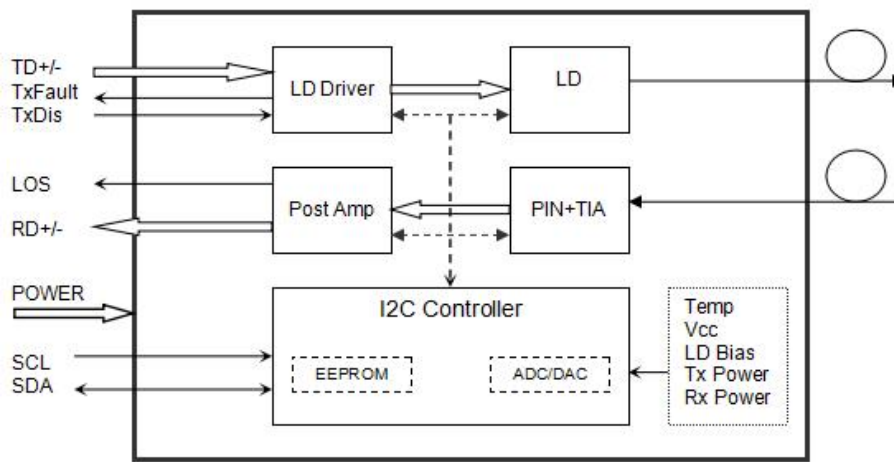 TD+/-
TxFault
TxDis
LD Driver
LD
LOS
RD+/-
Post Amp
PIN+TIA
POWER
SCL
SDA
I2C Controller
EEPROM
ADC/DAC
Temp
Vcc
LD Bias
Tx Power
Rx Power